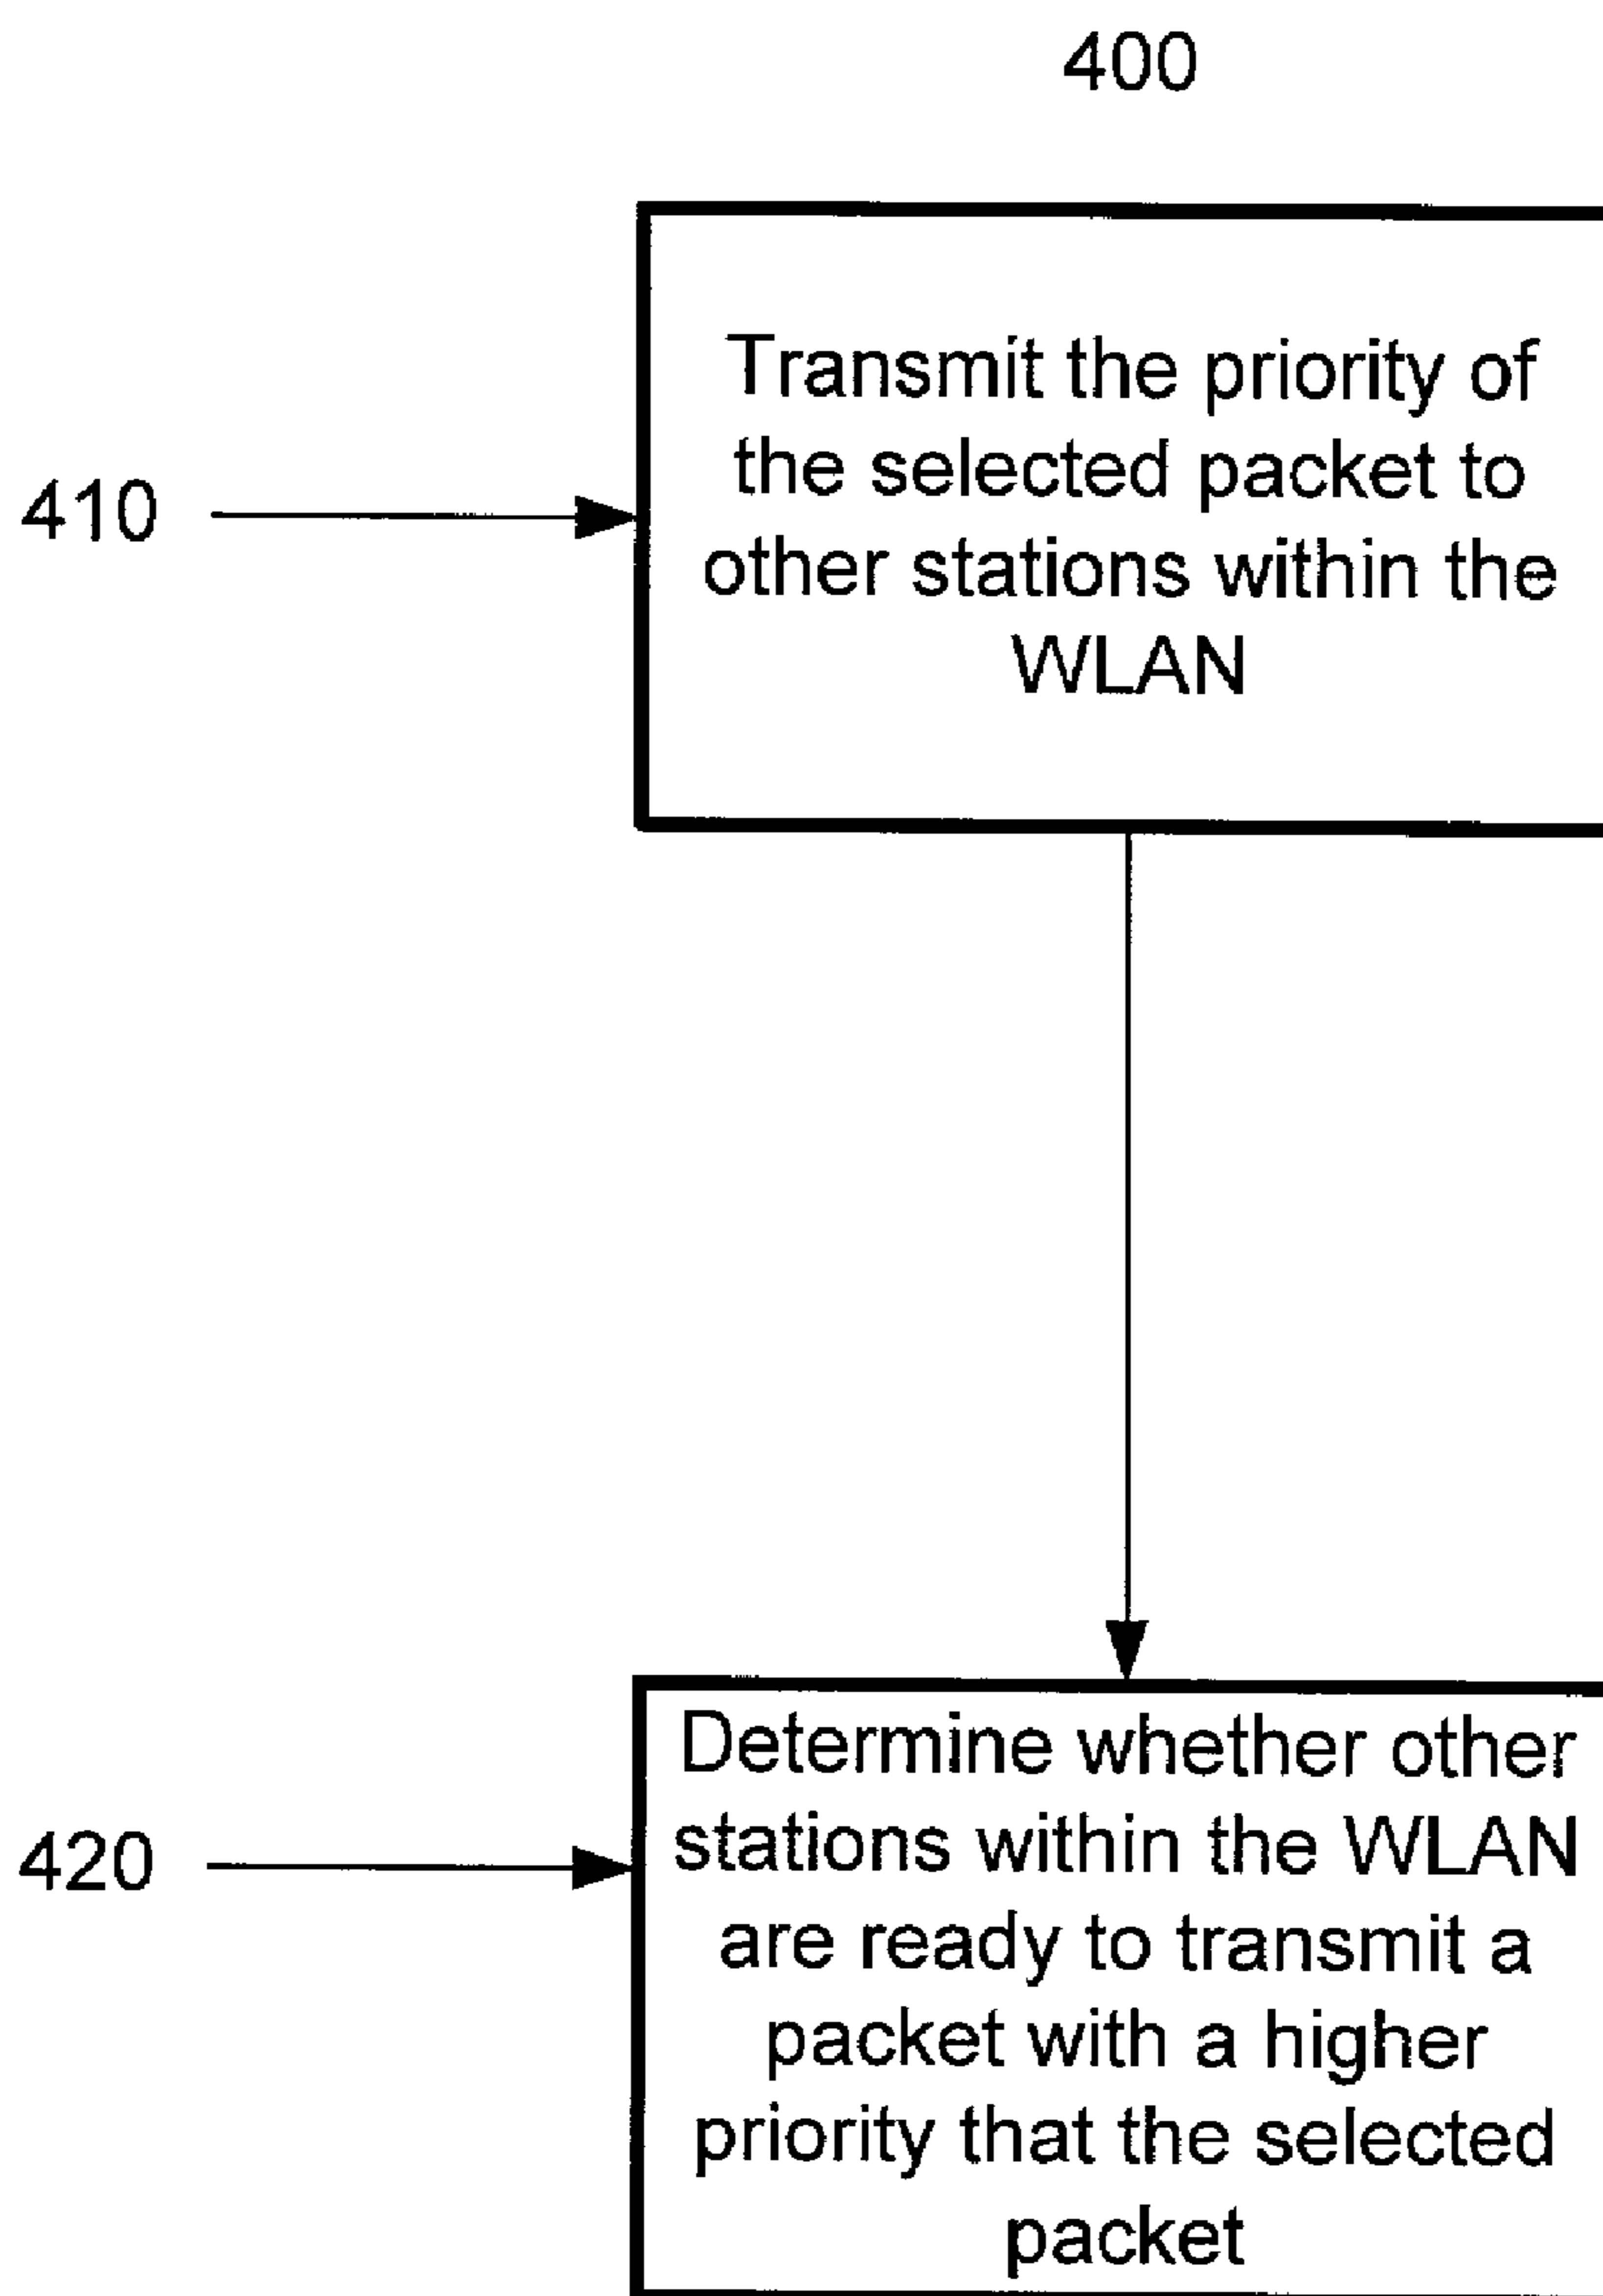 400
410
Transmit the priority of
the selected packet to
other stations within the
WLAN
420
Determine whether other
stations within the WLAN
are ready to transmit a
packet with a higher
priority that the selected
packet